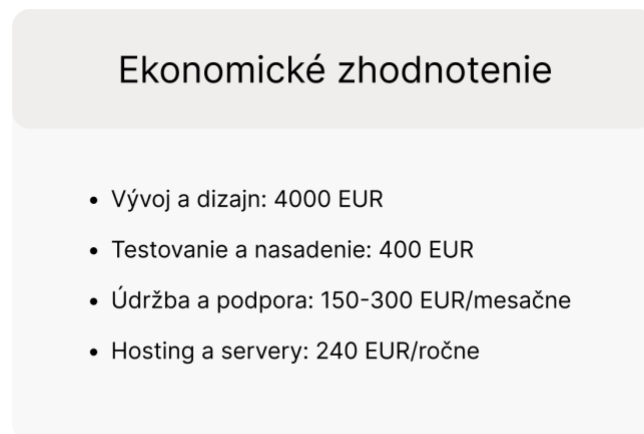 Ekonomické zhodnotenie
• Vývoj a dizajn: 4000 EUR
• Testovanie a nasadenie: 400 EUR
• Údržba a podpora: 150-300 EUR/mesačne
• Hosting a servery: 240 EUR/ročne